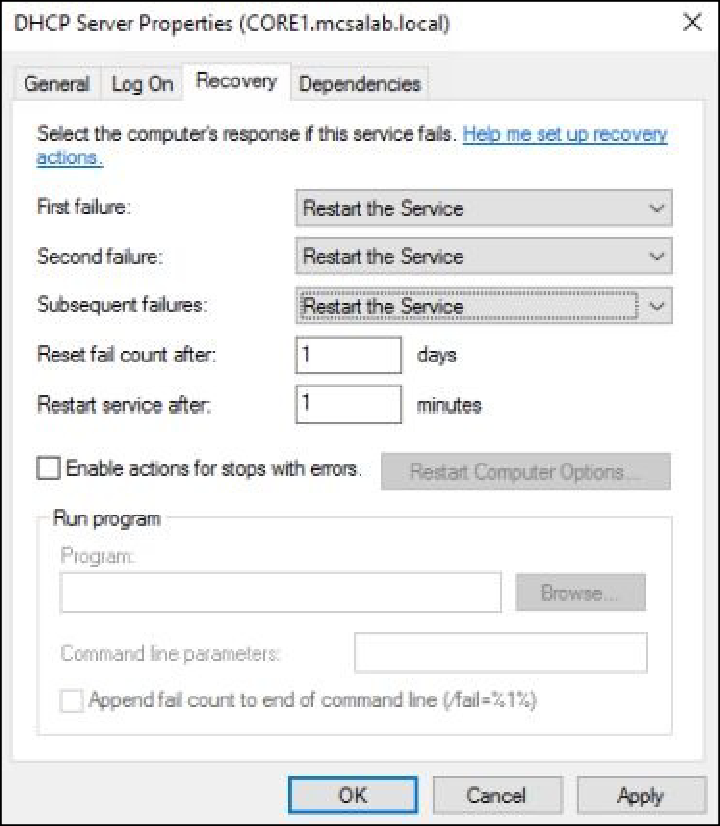 DHCP Server Properties (CORE1.mcsalab.local)
General Log On Recovery Dependencies
Select the computer's response if this service fails. Help me set up recovery
actions.
First failure: Restart the Service
Second failure: Restart the Service
Subsequent failures: Restart the Service
Reset fail count after: 1 days
Restart service after: 1 minutes
Enable actions for stops with errors. Restart Computer Options...
Run program
Program:
Browse...
Command line parameters:
Append fail count to end of command line (/fail=%1%)
OK Cancel Apply